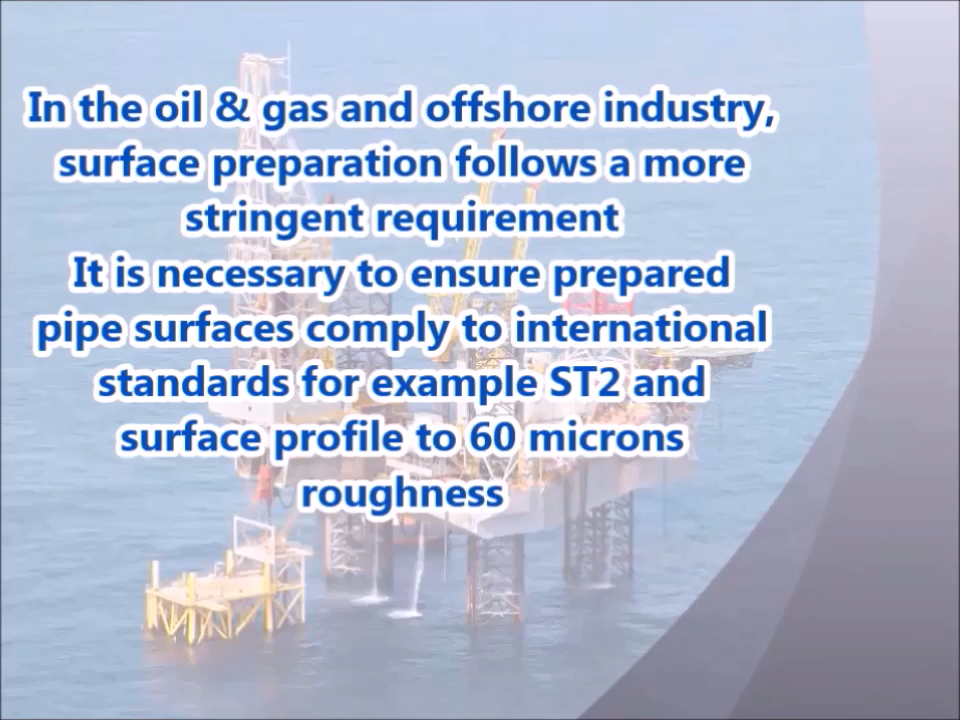 In the oil & gas and offshore industry,
surface preparation follows a more
stringent requirement
It is necessary to ensure prepared
pipe surfaces comply to international
standards for example ST2 and
surface profile to 60 microns
roughness